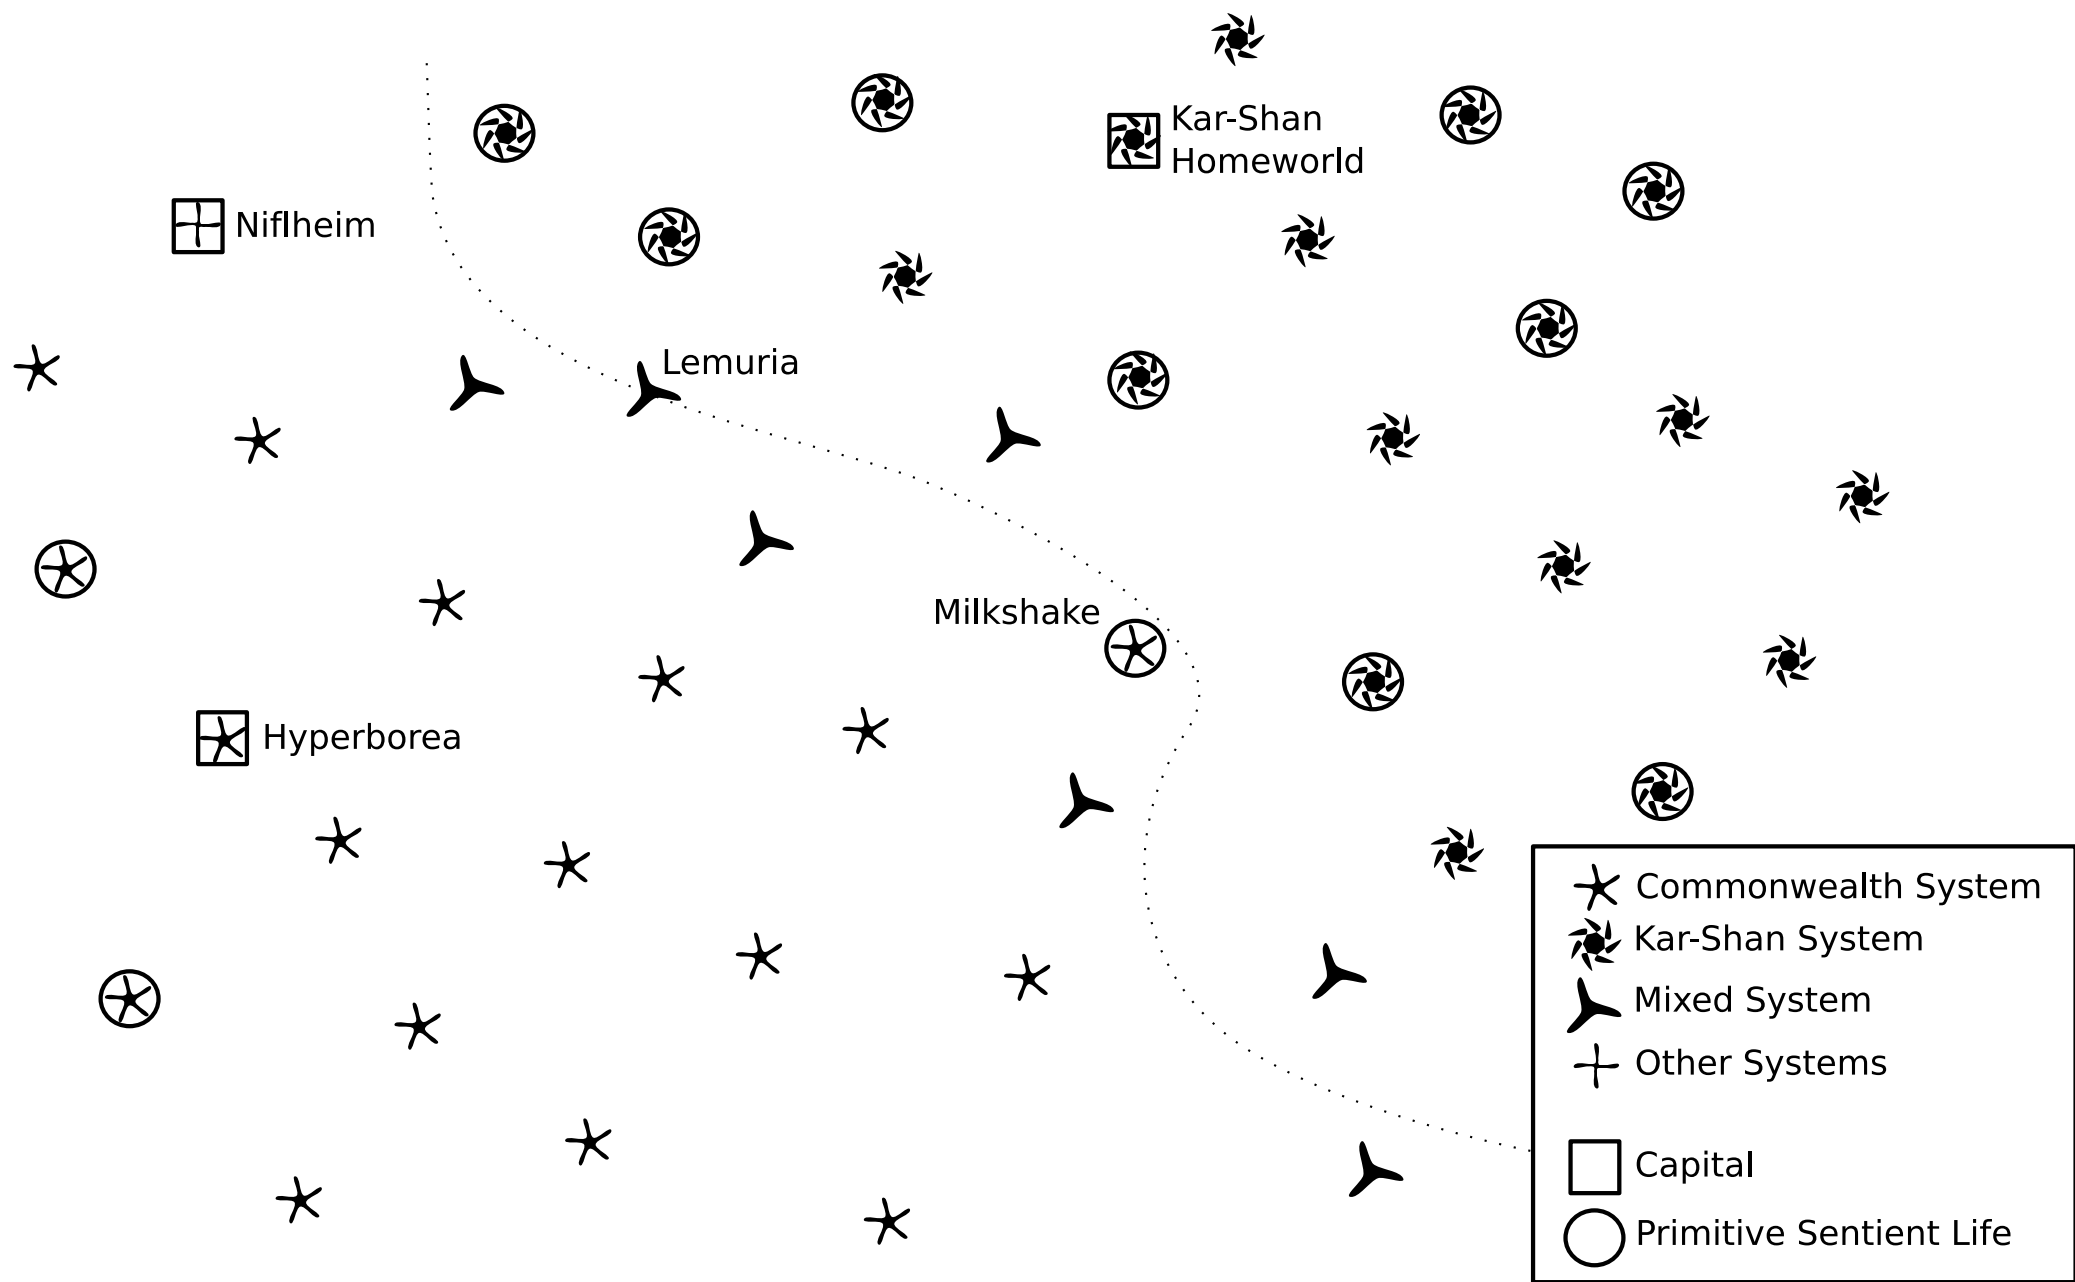 Kar-Shan
Homeworld
Niflheim
Lemuria
Milkshake
Hyperborea
Commonwealth System
Kar-Shan System
Mixed System
Other Systems
Capital
Primitive Sentient Life